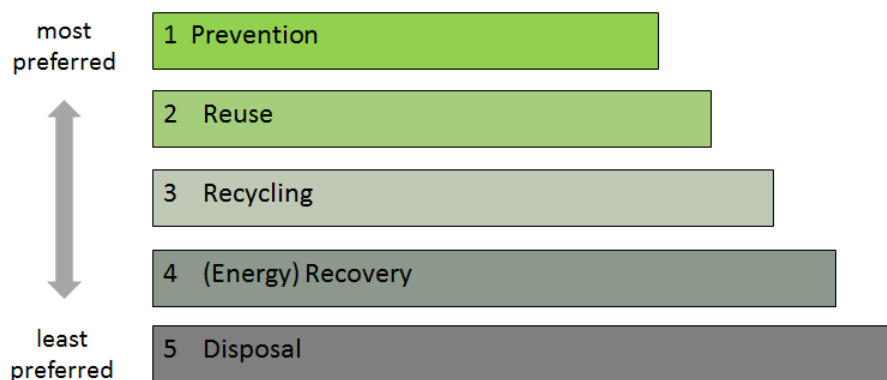 most
preferred
1 Prevention
2 Reuse
3 Recycling
4 (Energy) Recovery
least
preferred
5 Disposal